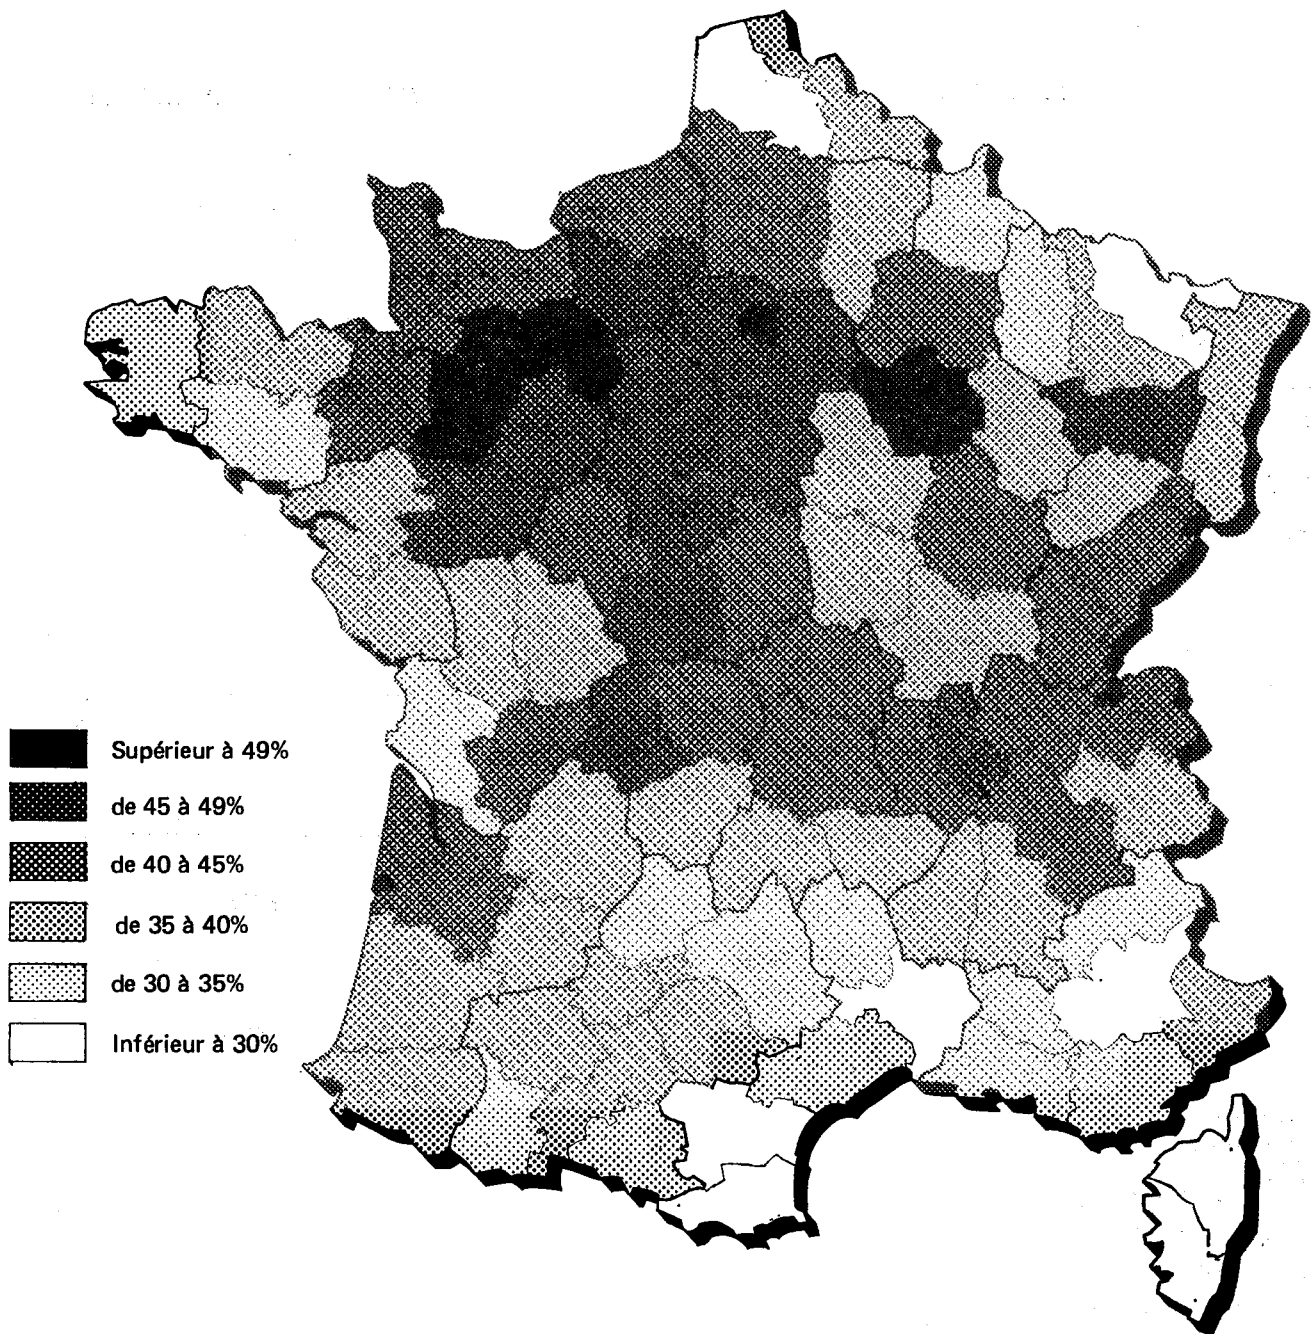 Supérieur à 49%
de 45 à 49%
de 40 à 45%
de 35 à 40%
de 30 à 35%
Inférieur à 30%